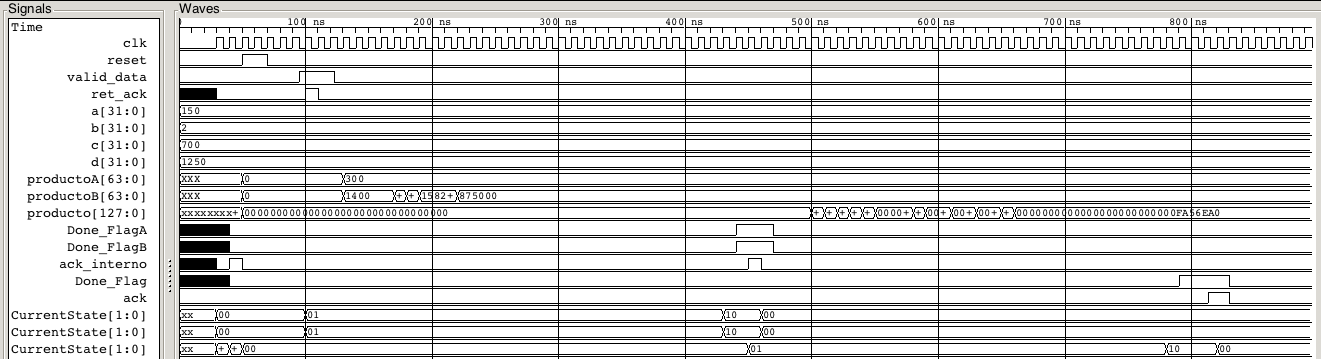 Signals
Waves
Time
100 ns 200 ns 300 ns 400 ns 500 ns 600 ns 700 ns 800 ns
clk
reset
valid_data
ret_ack
a[31:0] 150
b[31:0] 2
c[31:0] 700
d[31:0] 1250
productoA[63:0] XXX 0 300
productoB[63:0] XXX 0 1400 + + 1582+ 875000
producto[127:0] xxxxxxxx+ 00000000000000000000000000000000 + + + + + 0000+ + 00+ 00+ 00+ + 0000000000000000000000000FA56EA0
Done_FlagA
Done_FlagB
ack_interno
Done_Flag
ack
CurrentState[1:0] xx 00 01 10 00
CurrentState[1:0] xx 00 01 10 00
CurrentState[1:0] xx + + 00 01 10 00